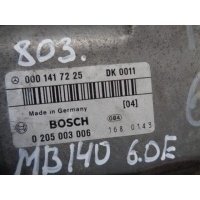 803.
000 141 72 25 DK 0011
[04]
Made in Germany
BOSCH
0 205 003 006 168 0143
MB140 6.0E